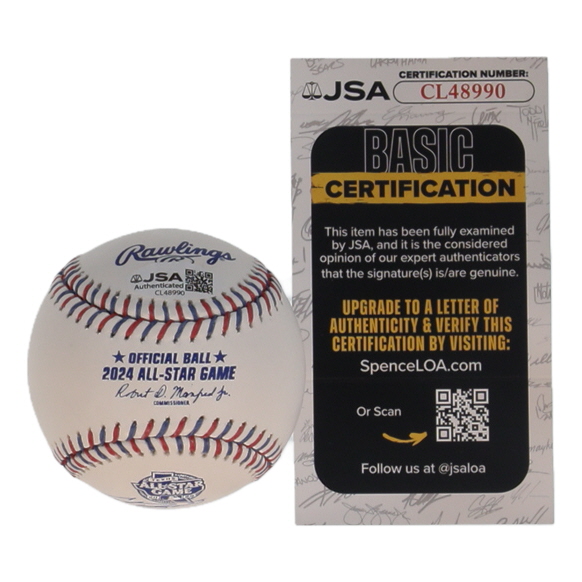 Rawlings
JSA
Authenticated
CL48990
OFFICIAL BALL
2024 ALL-STAR GAME
Robert D. Manfred Jr.
COMMISSIONER
ALL-STAR
GAME
JSA
CERTIFICATION NUMBER:
CL48990
BASIC
CERTIFICATION
This item has been fully examined
by JSA, and it is the considered
opinion of our expert authenticators
that the signature(s) is/are genuine.
UPGRADE TO A LETTER OF
AUTHENTICITY & VERIFY THIS
CERTIFICATION BY VISITING:
SpenceLOA.com
Or Scan
Follow us at @jsaloa